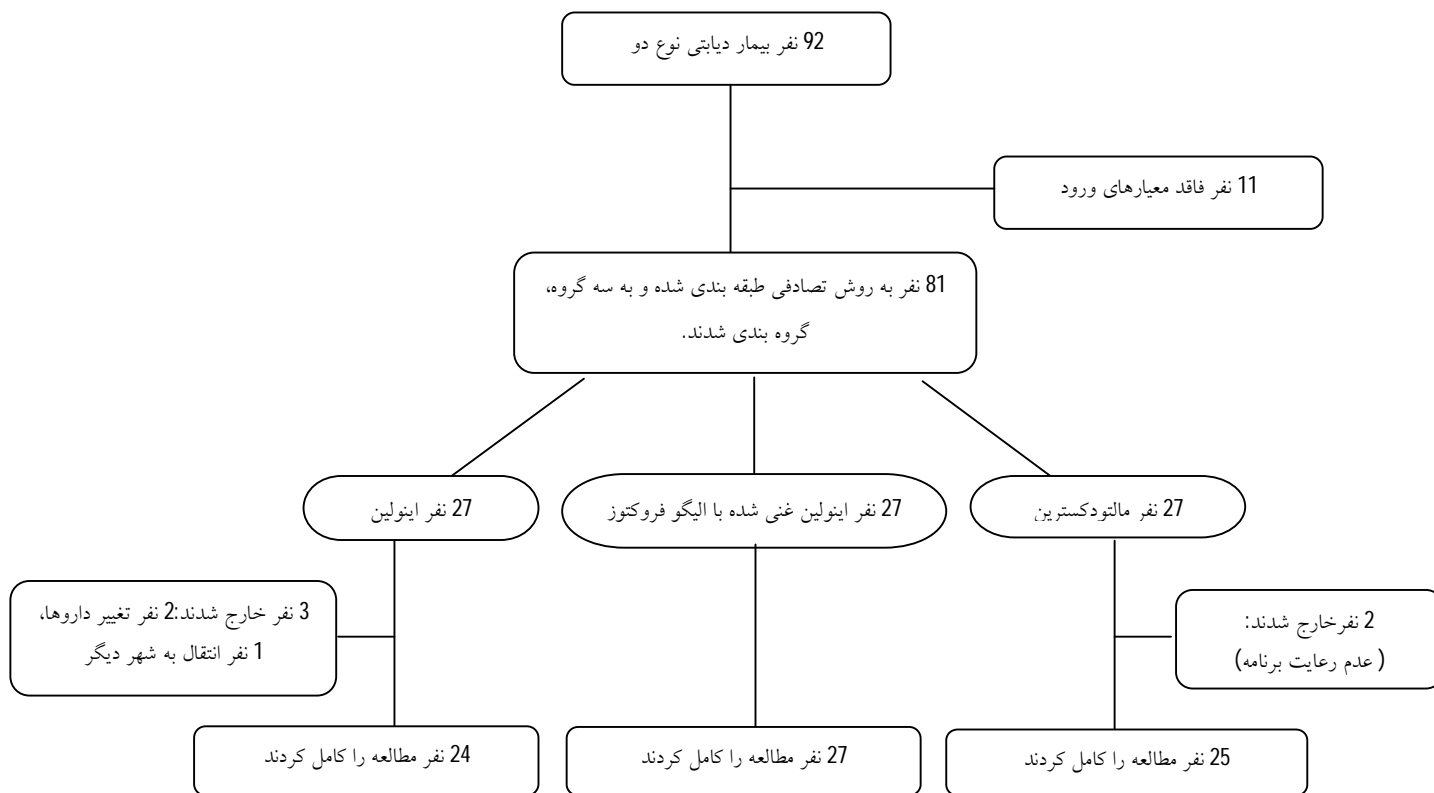 92 نفر بیمار دیابتی نوع دو
11 نفر فاقد معیارهای ورود
81 نفر به روش تصادفی طبقه بندی شده و به سه گروه،
گروه بندی شدند.
27 نفر مالتودکسترین
27 نفر اینولین غنی شده با الیگو فروکتوز
27 نفر اینولین
2 نفرخارج شدند:
(عدم رعایت برنامه)
3 نفر خارج شدند:2 نفر تغییر داروها،
1 نفر انتقال به شهر دیگر
25 نفر مطالعه را کامل کردند
27 نفر مطالعه را کامل کردند
24 نفر مطالعه را کامل کردند